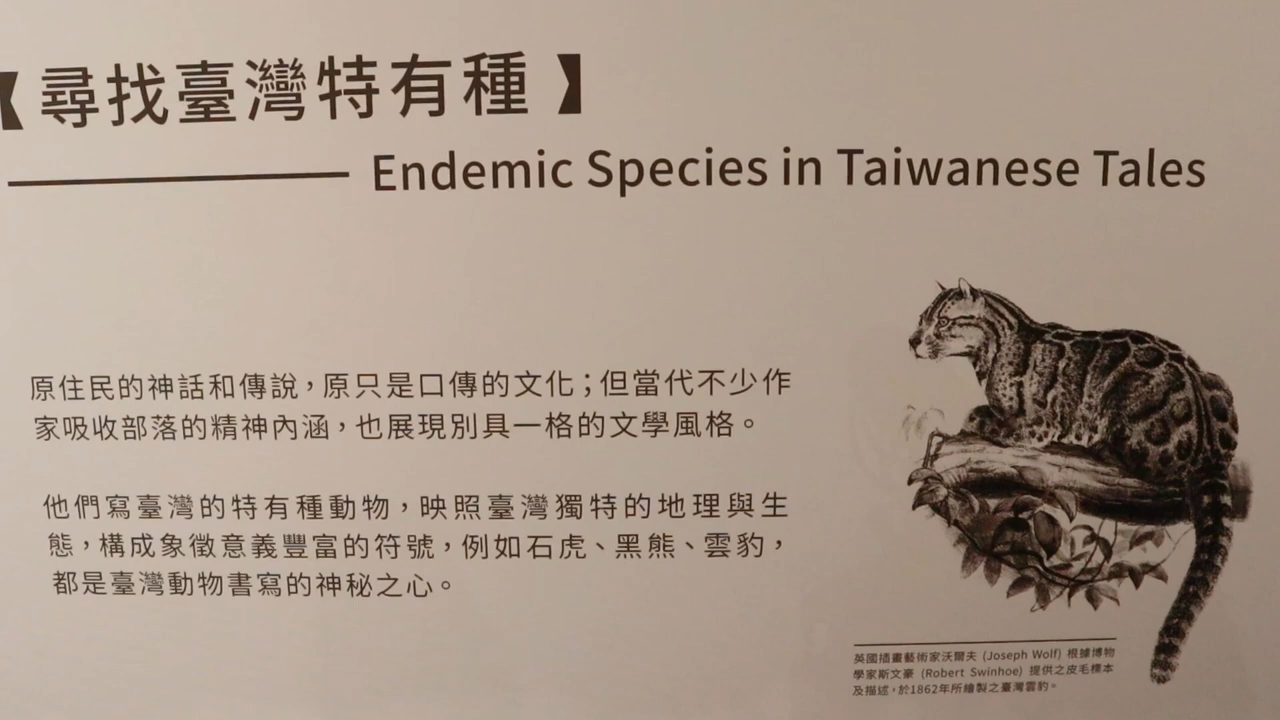 【尋找臺灣特有種】
Endemic Species in Taiwanese Tales
原住民的神話和傳說，原只是口傳的文化；但當代不少作
家吸收部落的精神內涵，也展現別具一格的文學風格。
他們寫臺灣的特有種動物，映照臺灣獨特的地理與生
態，構成象徵意義豐富的符號，例如石虎、黑熊、雲豹，
都是臺灣動物書寫的神秘之心。
英國插畫藝術家沃爾夫 (Joseph Wolf) 根據博物
學家斯文豪 (Robert Swinhoe) 提供之皮毛標本
及描述，於1862年所繪製之臺灣雲豹。